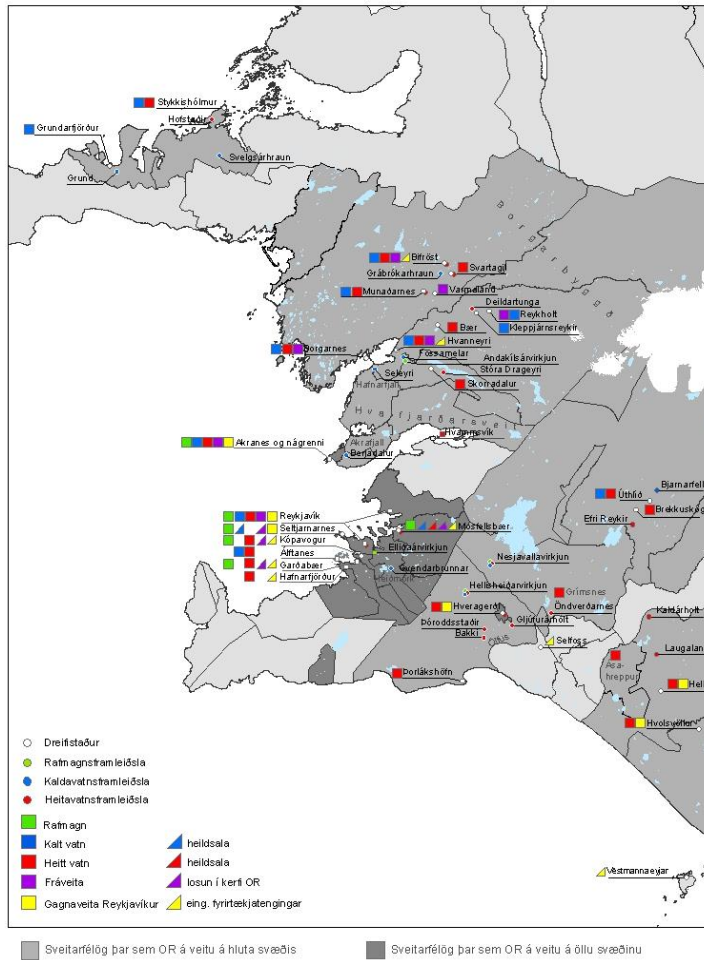 Stykkishólmur
Hofstaðir
Grundarfjörður
Svelgsárhraun
Grund
Borgarbyggð
Bifröst
Svartagil
Grábrókarhraun
Munaðarnes
Varmaland
Deildartunga
Reykholt
Kleppjárnsreykir
Bær
Hvanneyri
Borgarnes
Fossamelar
Andakílsárvirkjun
Seleyri
Stóra Drageyri
Hafnarfjall
Skorradalur
Hvalfjarðarsveit
Hvammsvík
Akranes og nágrenni
Akrafjall
Berjadalur
Bjarnarfell
Úthlíð
Brekkuskóg
Efri Reykir
Reykjavík
Seltjarnarnes
Mosfellsbær
Kópavogur
Álftanes
Elliðaárvirkjun
Garðabær
Gvendarbrunnar
Heiðmörk
Hafnarfjörður
Nesjavallavirkjun
Hellisheiðarvirkjun
Grímsnes
Hveragerði
Öndverðarnes
Kaldárholt
Þóroddsstaðir
Gljúfurárholt
Bakki
Ölfus
Selfoss
Laugalan
Ása-
hreppur
Þorlákshöfn
Hell
Hvolsvöllur
Dreifistaður
Rafmagnsframleiðsla
Kaldavatnsframleiðsla
Heitavatnsframleiðsla
Rafmagn
Kalt vatn
heildsala
Heitt vatn
heildsala
Fráveita
losun í kerfi OR
Gagnaveita Reykjavíkur
eing. fyrirtækjatengingar
Vestmannaeyjar
Sveitarfélög þar sem OR á veitu á hluta svæðis
Sveitarfélög þar sem OR á veitu á öllu svæðinu